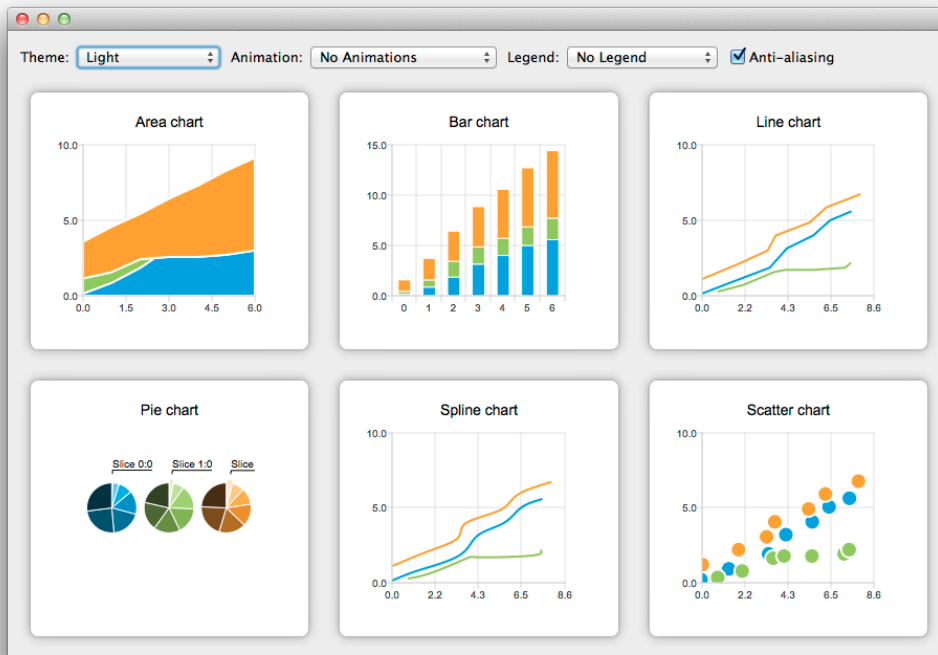 Theme: Light Animation: No Animations Legend: No Legend Anti-aliasing
Area chart
10.0
5.0
0.0
0.0 1.5 3.0 4.5 6.0
Bar chart
15.0
10.0
5.0
0.0
0 1 2 3 4 5 6
Line chart
10.0
5.0
0.0
0.0 2.2 4.3 6.5 8.6
Pie chart
Slice 0:0 Slice 1:0 Slice
Spline chart
10.0
5.0
0.0
0.0 2.2 4.3 6.5 8.6
Scatter chart
10.0
5.0
0.0
0.0 2.2 4.3 6.5 8.6